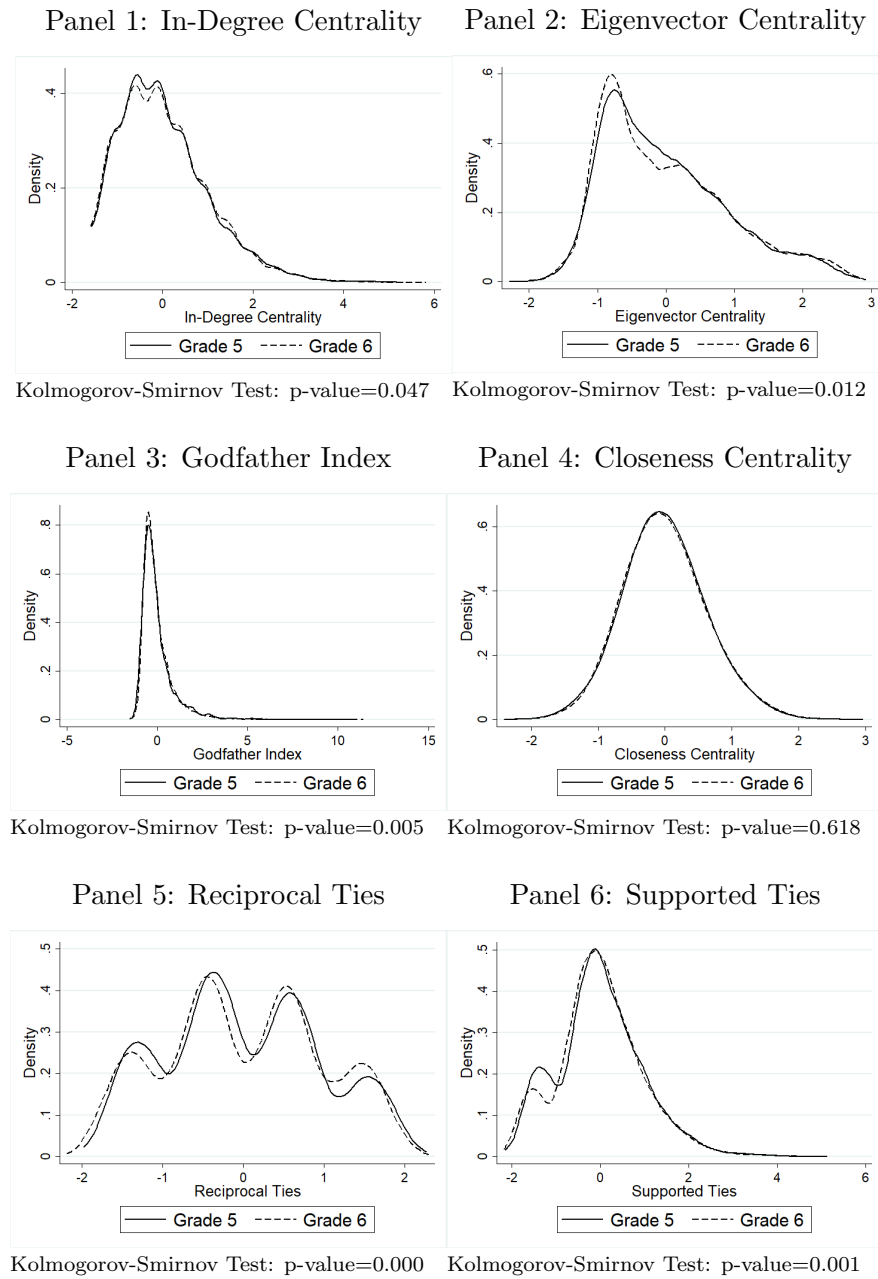 Panel 1: In-Degree Centrality
Density
.4
.2
0
-2 0 2 4 6
In-Degree Centrality
Grade 5 Grade 6
Kolmogorov-Smirnov Test: p-value=0.047
Panel 2: Eigenvector Centrality
Density
.6
.4
.2
0
-2 -1 0 1 2 3
Eigenvector Centrality
Grade 5 Grade 6
Kolmogorov-Smirnov Test: p-value=0.012
Panel 3: Godfather Index
Density
.8
.6
.4
.2
0
-5 0 5 10 15
Godfather Index
Grade 5 Grade 6
Kolmogorov-Smirnov Test: p-value=0.005
Panel 4: Closeness Centrality
Density
.6
.4
.2
0
-2 -1 0 1 2 3
Closeness Centrality
Grade 5 Grade 6
Kolmogorov-Smirnov Test: p-value=0.618
Panel 5: Reciprocal Ties
Density
.5
.4
.3
.2
.1
0
-2 -1 0 1 2
Reciprocal Ties
Grade 5 Grade 6
Kolmogorov-Smirnov Test: p-value=0.000
Panel 6: Supported Ties
Density
.5
.4
.3
.2
.1
0
-2 0 2 4 6
Supported Ties
Grade 5 Grade 6
Kolmogorov-Smirnov Test: p-value=0.001